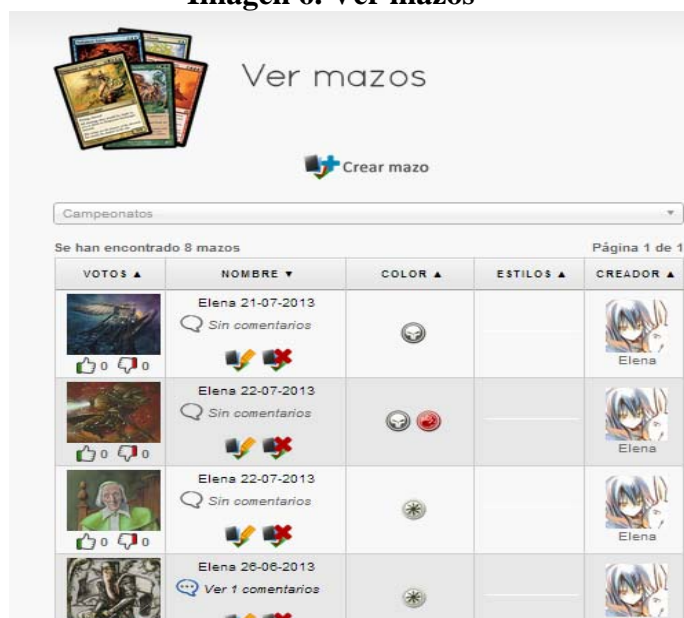 Imagen 6: Ver mazos
Ver mazos
Crear mazo
Campeonatos
Se han encontrado 8 mazos
Página 1 de 1
VOTOS ▲
NOMBRE ▼
COLOR ▲
ESTILOS ▲
CREADOR ▲
Elena 21-07-2013
Sin comentarios
0 0
Elena
Elena 22-07-2013
Sin comentarios
0 0
Elena
Elena 22-07-2013
Sin comentarios
0 0
Elena
Elena 26-06-2013
Ver 1 comentarios